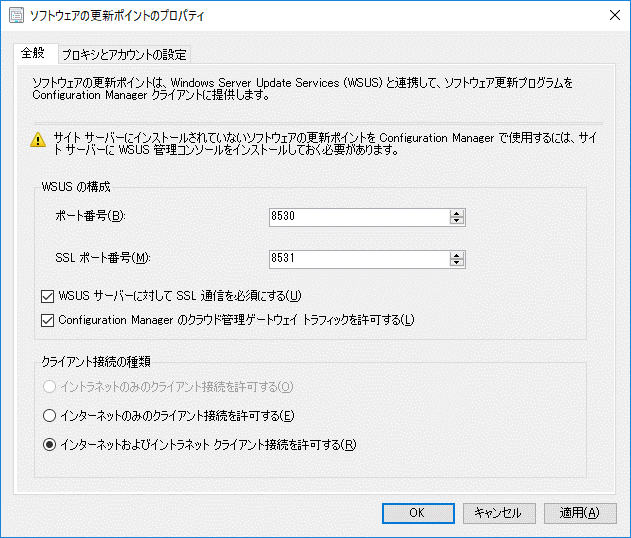 ソフトウェアの更新ポイントのプロパティ
全般
プロキシとアカウントの設定
ソフトウェアの更新ポイントは、Windows Server Update Services (WSUS) と連携して、ソフトウェア更新プログラムを
Configuration Manager クライアントに提供します。
サイト サーバーにインストールされていないソフトウェアの更新ポイントを Configuration Manager で使用するには、サイ
ト サーバーに WSUS 管理コンソールをインストールしておく必要があります。
WSUS の構成
ポート番号(B):
8530
SSL ポート番号(M):
8531
WSUS サーバーに対して SSL 通信を必須にする(U)
Configuration Manager のクラウド管理ゲートウェイ トラフィックを許可する(L)
クライアント接続の種類
イントラネットのみのクライアント接続を許可する(O)
インターネットのみのクライアント接続を許可する(E)
インターネットおよびイントラネット クライアント接続を許可する(R)
OK
キャンセル
適用(A)